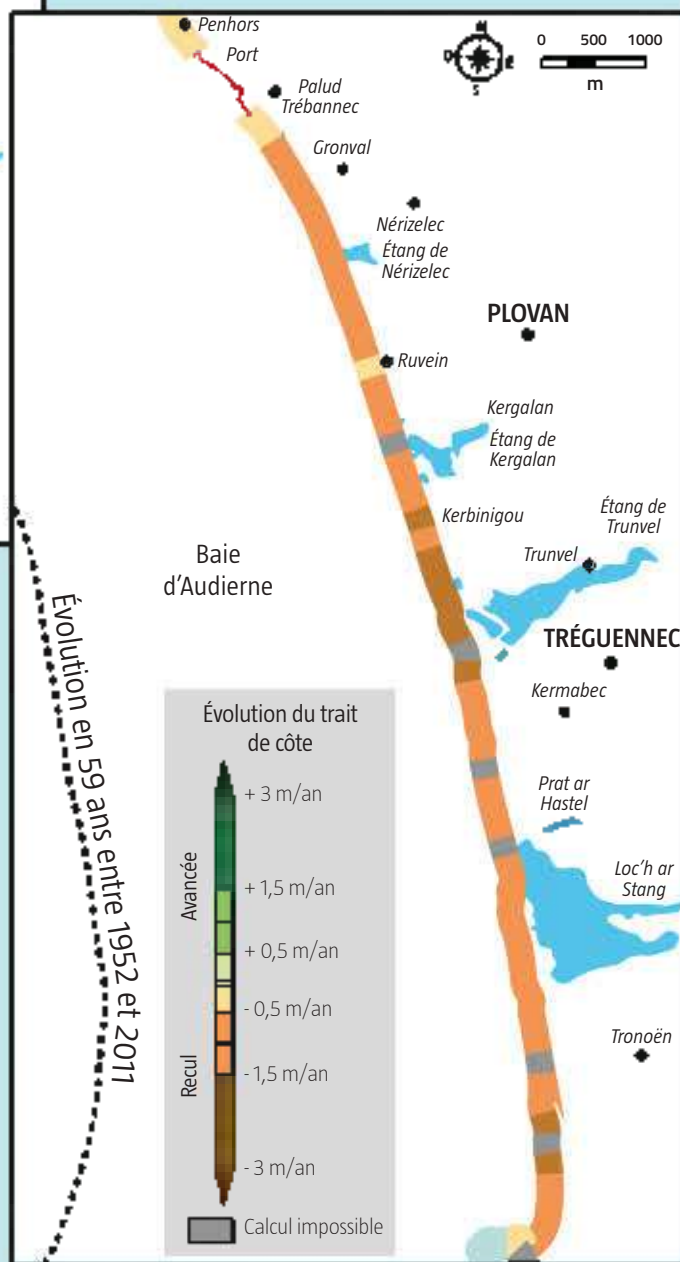 Penhors
Port
N
O
E
S
0 500 1000
m
Palud
Trébannec
Gronval
Nérizelec
Étang de
Nérizelec
PLOVAN
Ruvein
Kergalan
Étang de
Kergalan
Kerbinigou
Étang de
Trunvel
Trunvel
Baie
d'Audierne
TRÉGUENNEC
Kermabec
Prat ar
Hastel
Loc'h ar
Stang
Tronoën
Évolution en 59 ans entre 1952 et 2011
Évolution du trait
de côte
Avancée
+ 3 m/an
+ 1,5 m/an
+ 0,5 m/an
- 0,5 m/an
Recul
- 1,5 m/an
- 3 m/an
Calcul impossible